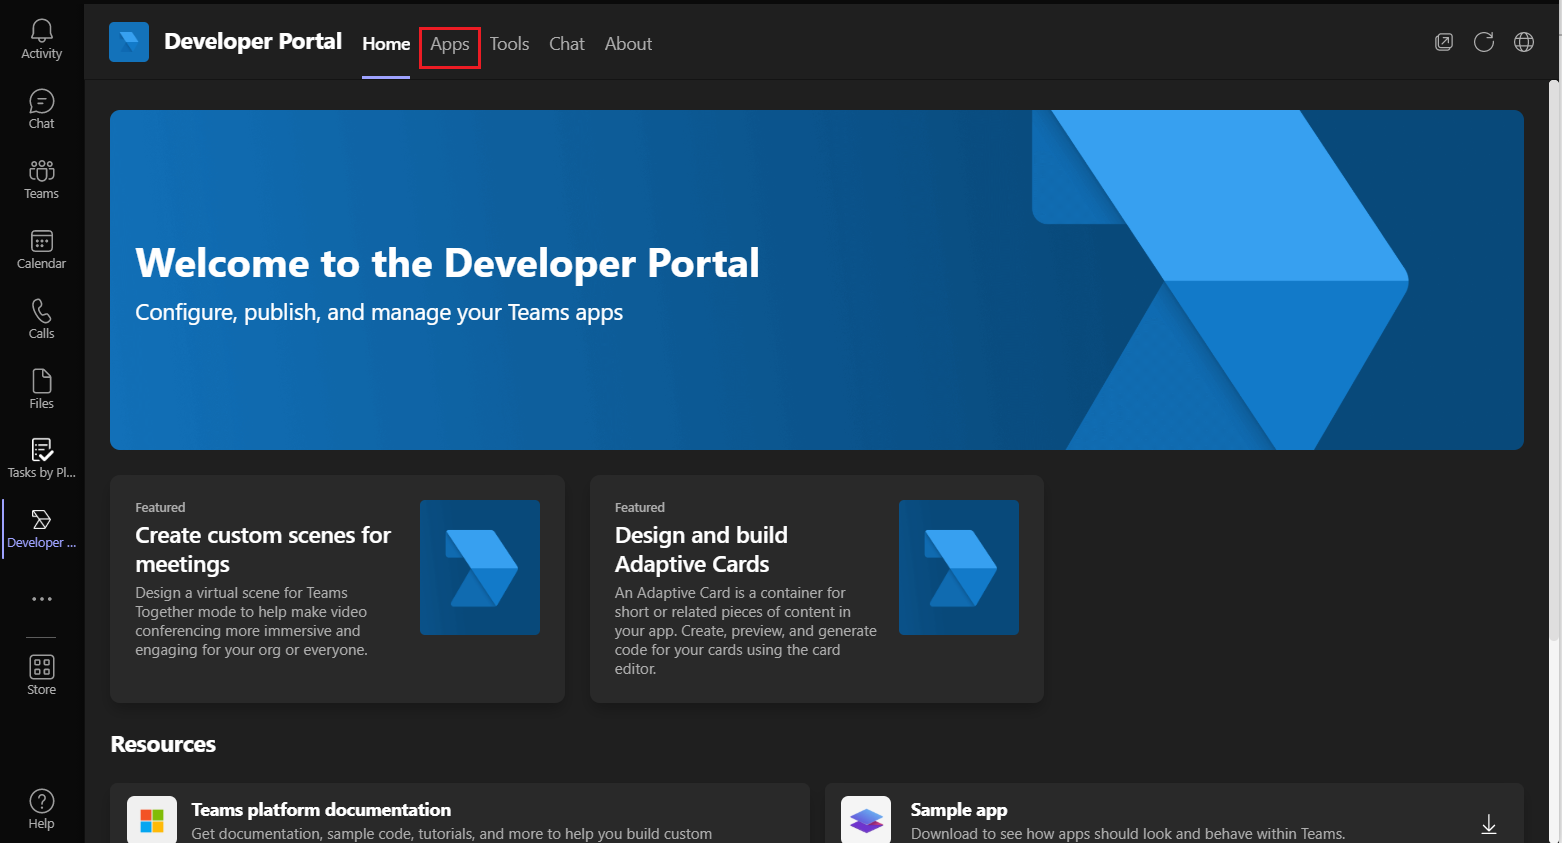 Activity
Chat
Teams
Calendar
Calls
Files
Tasks by Pl...
Developer ...
Store
Help
Developer Portal Home Apps Tools Chat About
Welcome to the Developer Portal
Configure, publish, and manage your Teams apps
Featured
Create custom scenes for
meetings
Design a virtual scene for Teams
Together mode to help make video
conferencing more immersive and
engaging for your org or everyone.
Featured
Design and build
Adaptive Cards
An Adaptive Card is a container for
short or related pieces of content in
your app. Create, preview, and generate
code for your cards using the card
editor.
Resources
Teams platform documentation
Get documentation, sample code, tutorials, and more to help you build custom
Sample app
Download to see how apps should look and behave within Teams.